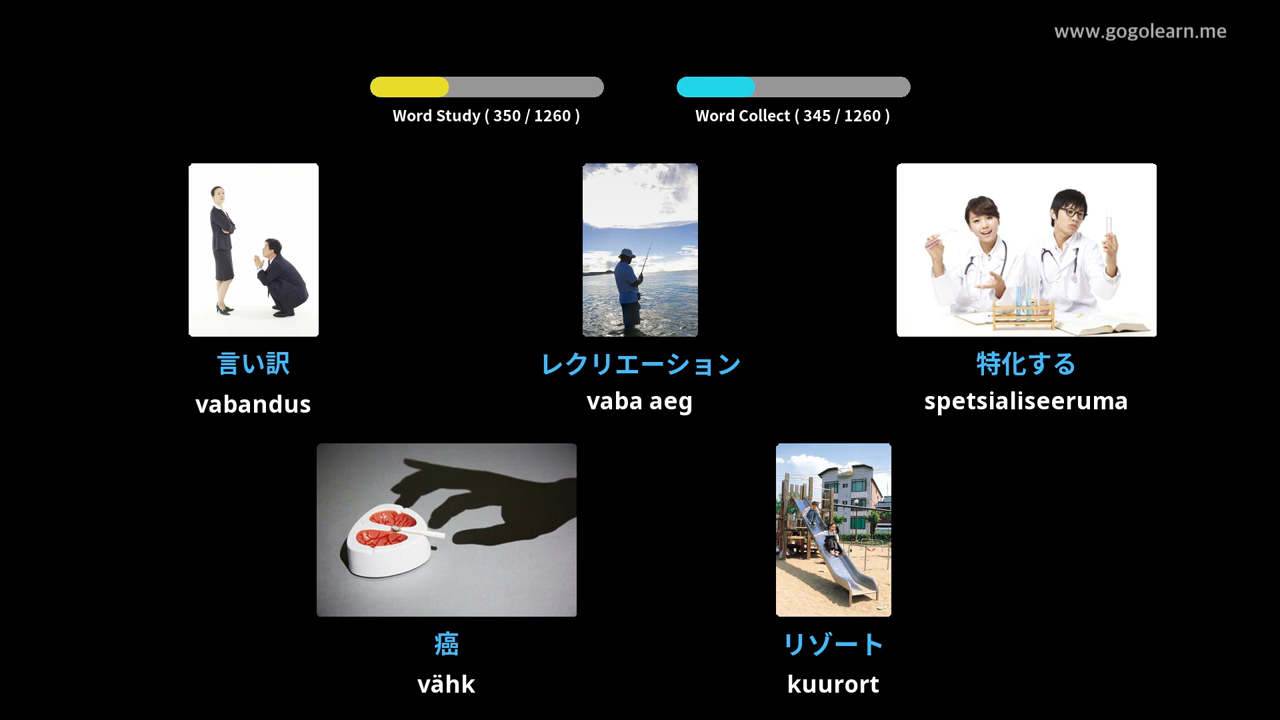 www.gogolearn.me
Word Study ( 350 / 1260 )
Word Collect ( 345 / 1260 )
言い訳
vabandus
レクリエーション
vaba aeg
特化する
spetsialiseeruma
癌
vähk
リゾート
kuurort